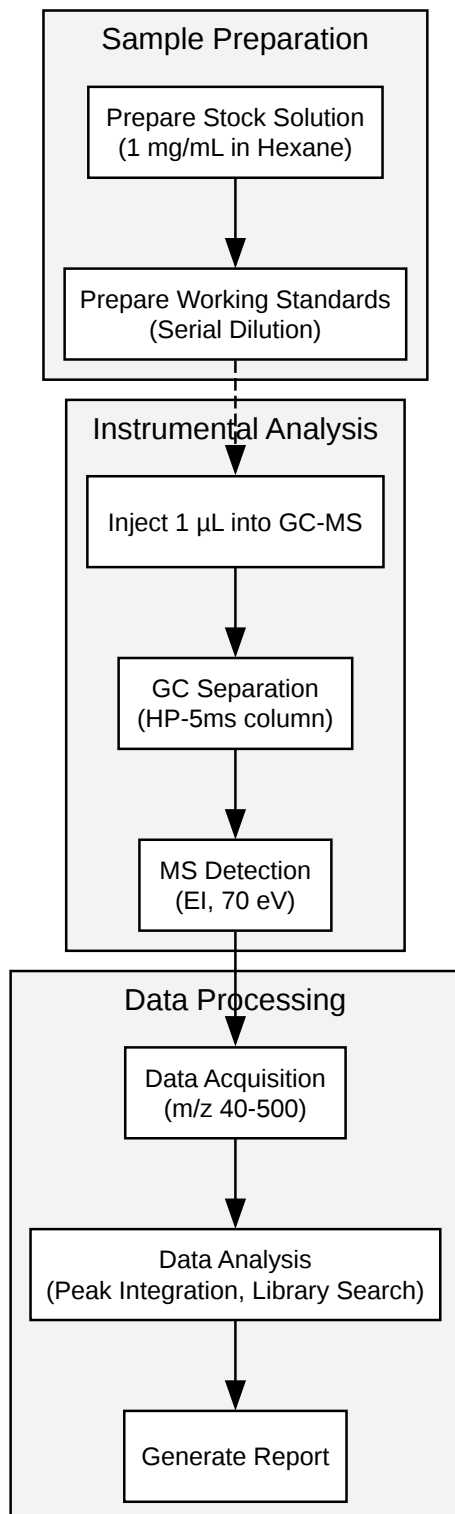 Sample Preparation
Prepare Stock Solution
(1 mg/mL in Hexane)
Prepare Working Standards
(Serial Dilution)
Instrumental Analysis
Inject 1 µL into GC-MS
GC Separation
(HP-5ms column)
MS Detection
(EI, 70 eV)
Data Processing
Data Acquisition
(m/z 40-500)
Data Analysis
(Peak Integration, Library Search)
Generate Report